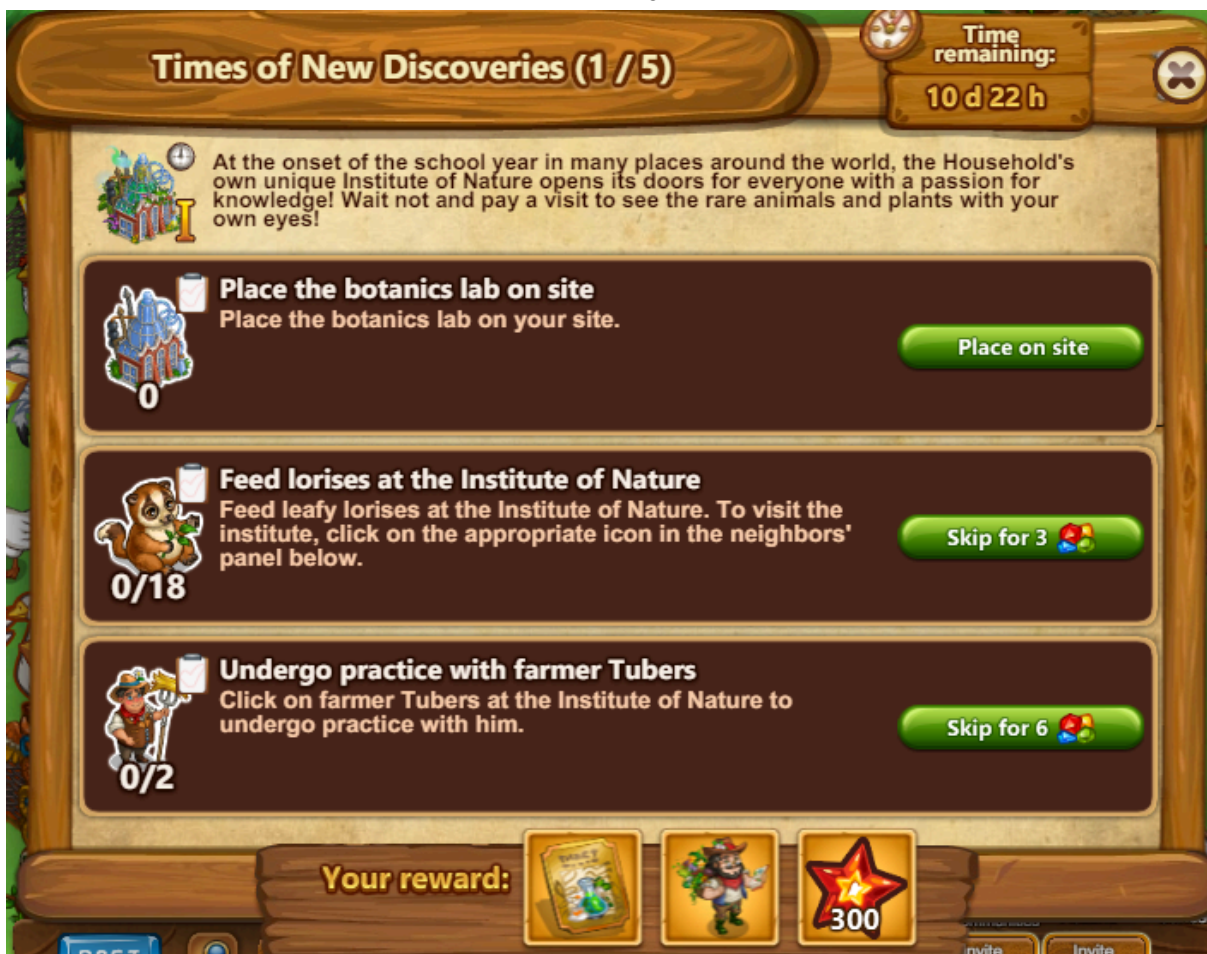 Times of New Discoveries (1 / 5)
Time
remaining:
10 d 22 h
At the onset of the school year in many places around the world, the Household's
own unique Institute of Nature opens its doors for everyone with a passion for
knowledge! Wait not and pay a visit to see the rare animals and plants with your
own eyes!
I
Place the botanics lab on site
Place the botanics lab on your site.
0
Place on site
Feed lorises at the Institute of Nature
Feed leafy lorises at the Institute of Nature. To visit the
institute, click on the appropriate icon in the neighbors'
panel below.
0/18
Skip for 3
Undergo practice with farmer Tubers
Click on farmer Tubers at the Institute of Nature to
undergo practice with him.
0/2
Skip for 6
Your reward:
300
Invite